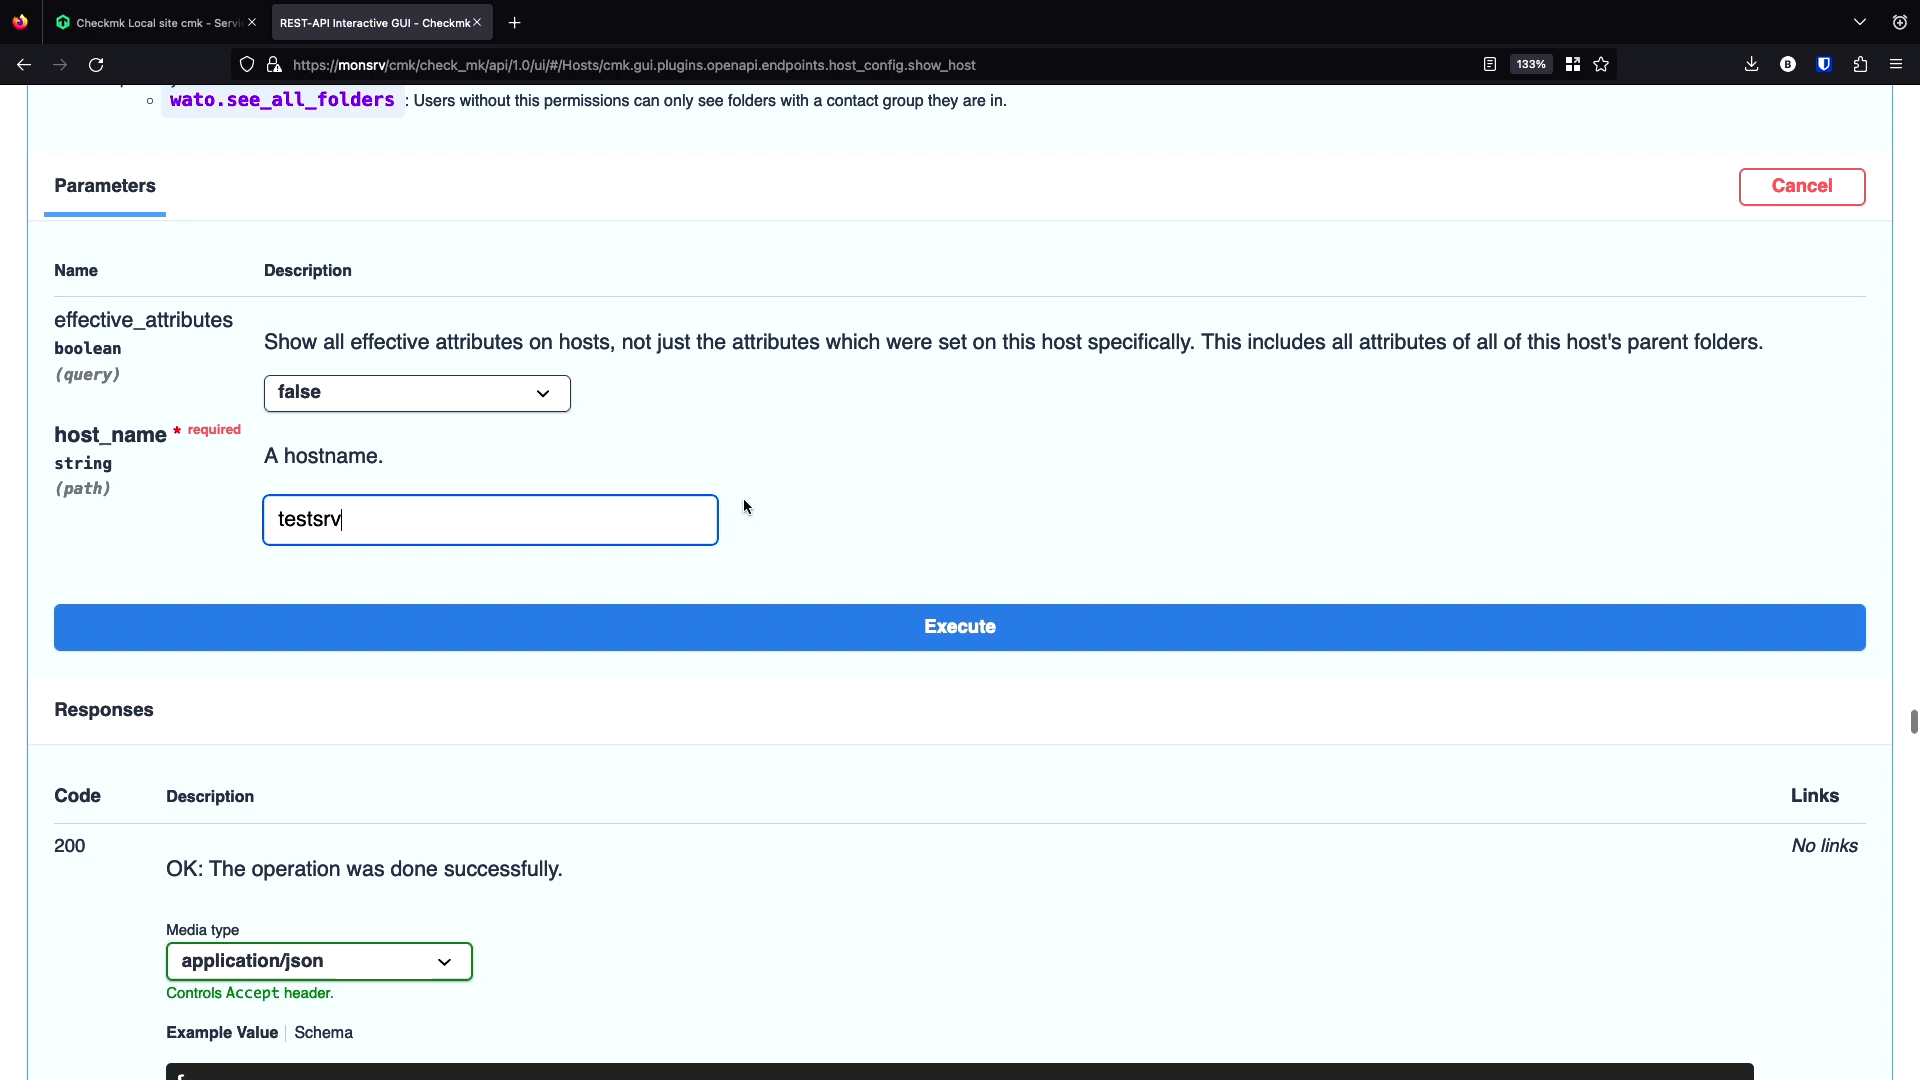 Checkmk Local site cmk - Servi
REST-API Interactive GUI - Checkmk
https://monsrv/cmk/check_mk/api/1.0/ui/#/Hosts/cmk.gui.plugins.openapi.endpoints.host_config.show_host
133%
B
wato.see_all_folders : Users without this permissions can only see folders with a contact group they are in.
Parameters
Cancel
Name Description
effective_attributes
boolean
(query)
Show all effective attributes on hosts, not just the attributes which were set on this host specifically. This includes all attributes of all of this host's parent folders.
false
host_name * required
string
(path)
A hostname.
testsrv
Execute
Responses
Code Description Links
200 No links
OK: The operation was done successfully.
Media type
application/json
Controls Accept header.
Example Value Schema